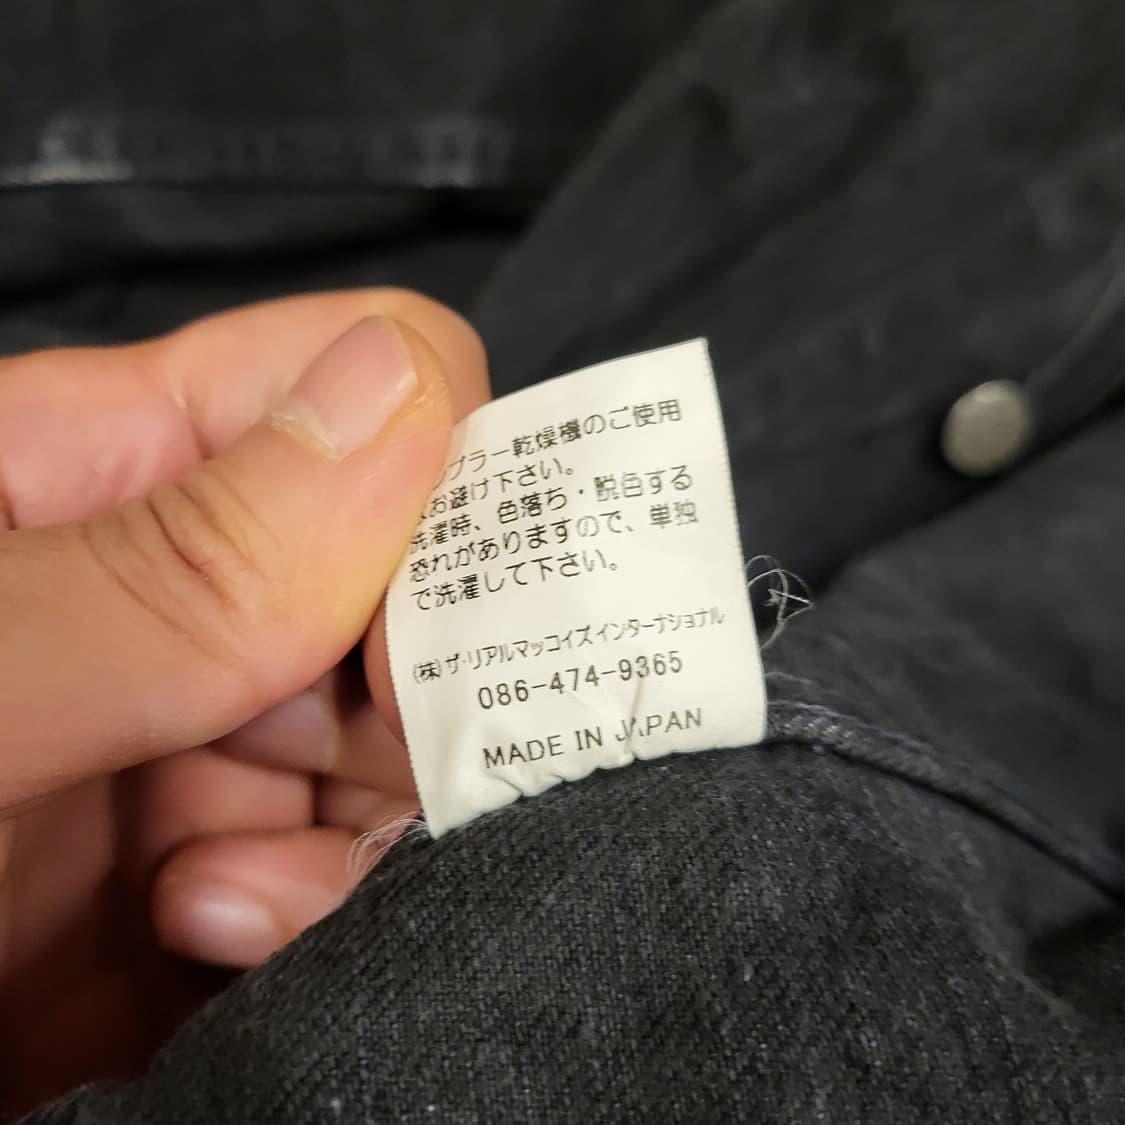 ンブラー乾燥機のご使用
お避け下さい。
洗濯時、色落ち・脱色する
恐れがありますので、単独
で洗濯して下さい。
(株)ザ・リアルマッコイズインターナショナル
086-474-9365
MADE IN JAPAN